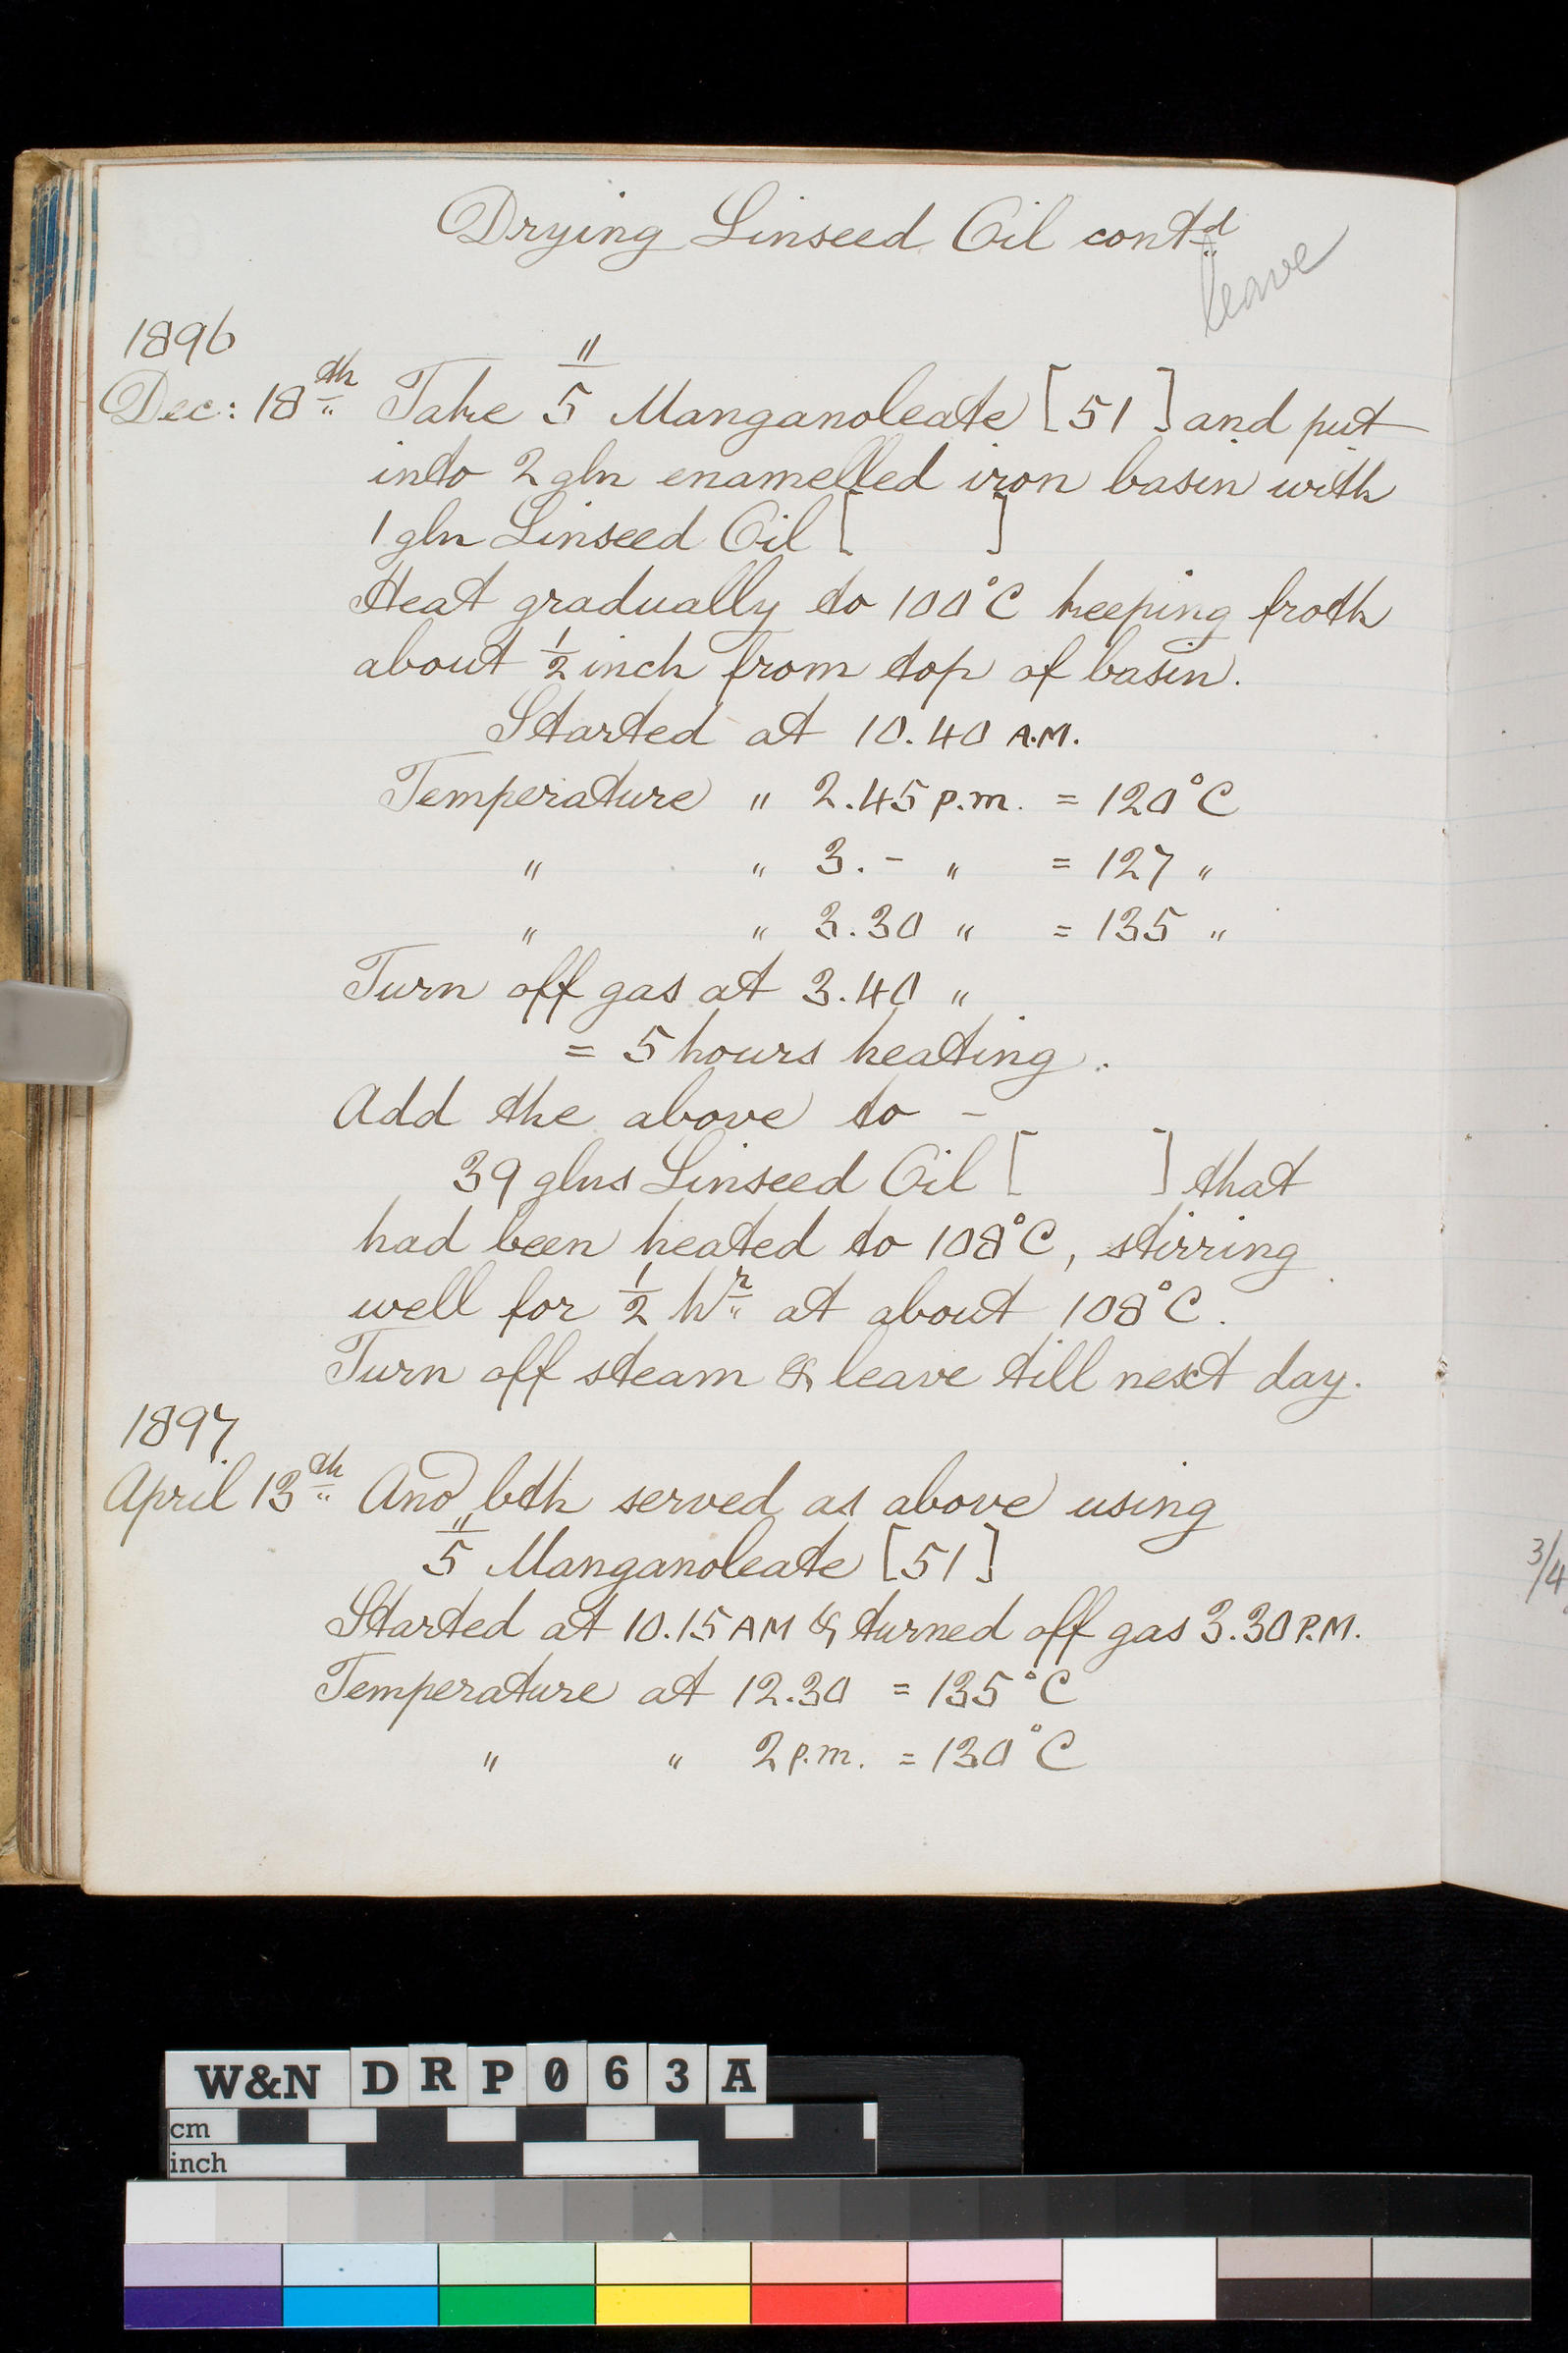 Drying Linseed Oil contd
leave
1896
Dec: 18th Take 5" Manganoleate [51] and put
into 2 gln enamelled iron basin with
1 gln Linseed Oil [ ]
Heat gradually to 100°C keeping froth
about ½ inch from top of basin.
Started at 10.40 A.M.
Temperature " 2.45 p.m. = 120°C
" " 3.- " = 127 "
" " 3.30 " = 135 "
Turn off gas at 3.40 "
= 5 hours heating.
Add the above to -
39 glns Linseed Oil [ ] that
had been heated to 108°C, stirring
well for ½ hr at about 108°C.
Turn off steam & leave till next day.
1897
April 13th Ano bth served as above using
5" Manganoleate [51]
Started at 10.15 AM & turned off gas 3.30 P.M.
Temperature at 12.30 = 135°C
" " 2 p.m. = 130°C
3/4
W&N DRP063A
cm
inch